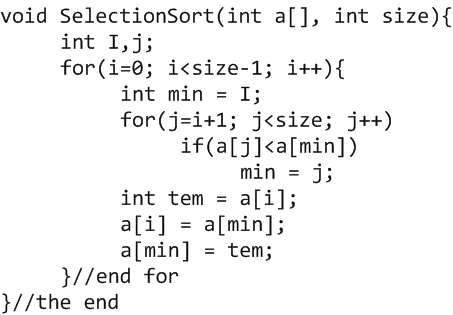 void SelectionSort(int a[], int size){
int I,j;
for(i=0; i<size-1; i++){
int min = I;
for(j=i+1; j<size; j++)
if(a[j]<a[min])
min = j;
int tem = a[i];
a[i] = a[min];
a[min] = tem;
}//end for
}//the end